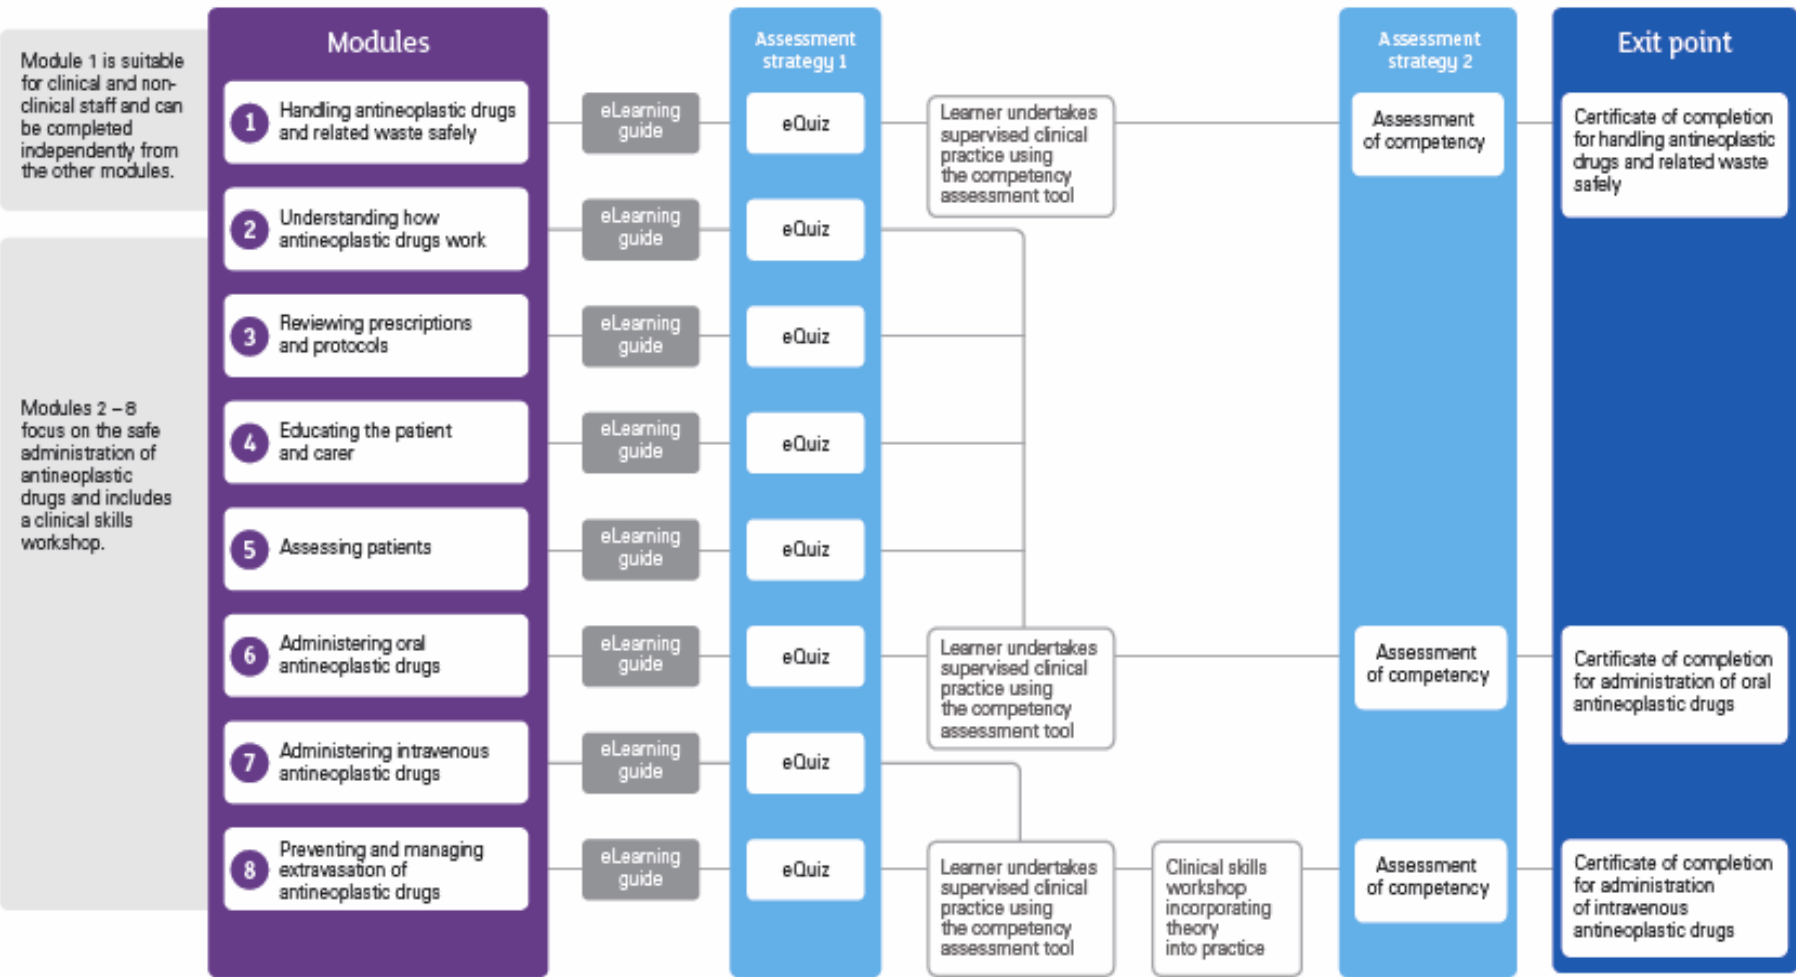 Module 1 is suitable
for clinical and non-
clinical staff and can
be completed
independently from
the other modules.
Modules 2 – 8
focus on the safe
administration of
antineoplastic
drugs and includes
a clinical skills
workshop.
Modules
Assessment
strategy 1
Assessment
strategy 2
Exit point
1
Handling antineoplastic drugs
and related waste safely
eLearning
guide
eQuiz
Learner undertakes
supervised clinical
practice using
the competency
assessment tool
Assessment
of competency
Certificate of completion
for handling antineoplastic
drugs and related waste
safely
2
Understanding how
antineoplastic drugs work
eLearning
guide
eQuiz
3
Reviewing prescriptions
and protocols
eLearning
guide
eQuiz
4
Educating the patient
and carer
eLearning
guide
eQuiz
5
Assessing patients
eLearning
guide
eQuiz
6
Administering oral
antineoplastic drugs
eLearning
guide
eQuiz
Learner undertakes
supervised clinical
practice using
the competency
assessment tool
Assessment
of competency
Certificate of completion
for administration of oral
antineoplastic drugs
7
Administering intravenous
antineoplastic drugs
eLearning
guide
eQuiz
8
Preventing and managing
extravasation of
antineoplastic drugs
eLearning
guide
eQuiz
Learner undertakes
supervised clinical
practice using
the competency
assessment tool
Clinical skills
workshop
incorporating
theory
into practice
Assessment
of competency
Certificate of completion
for administration
of intravenous
antineoplastic drugs